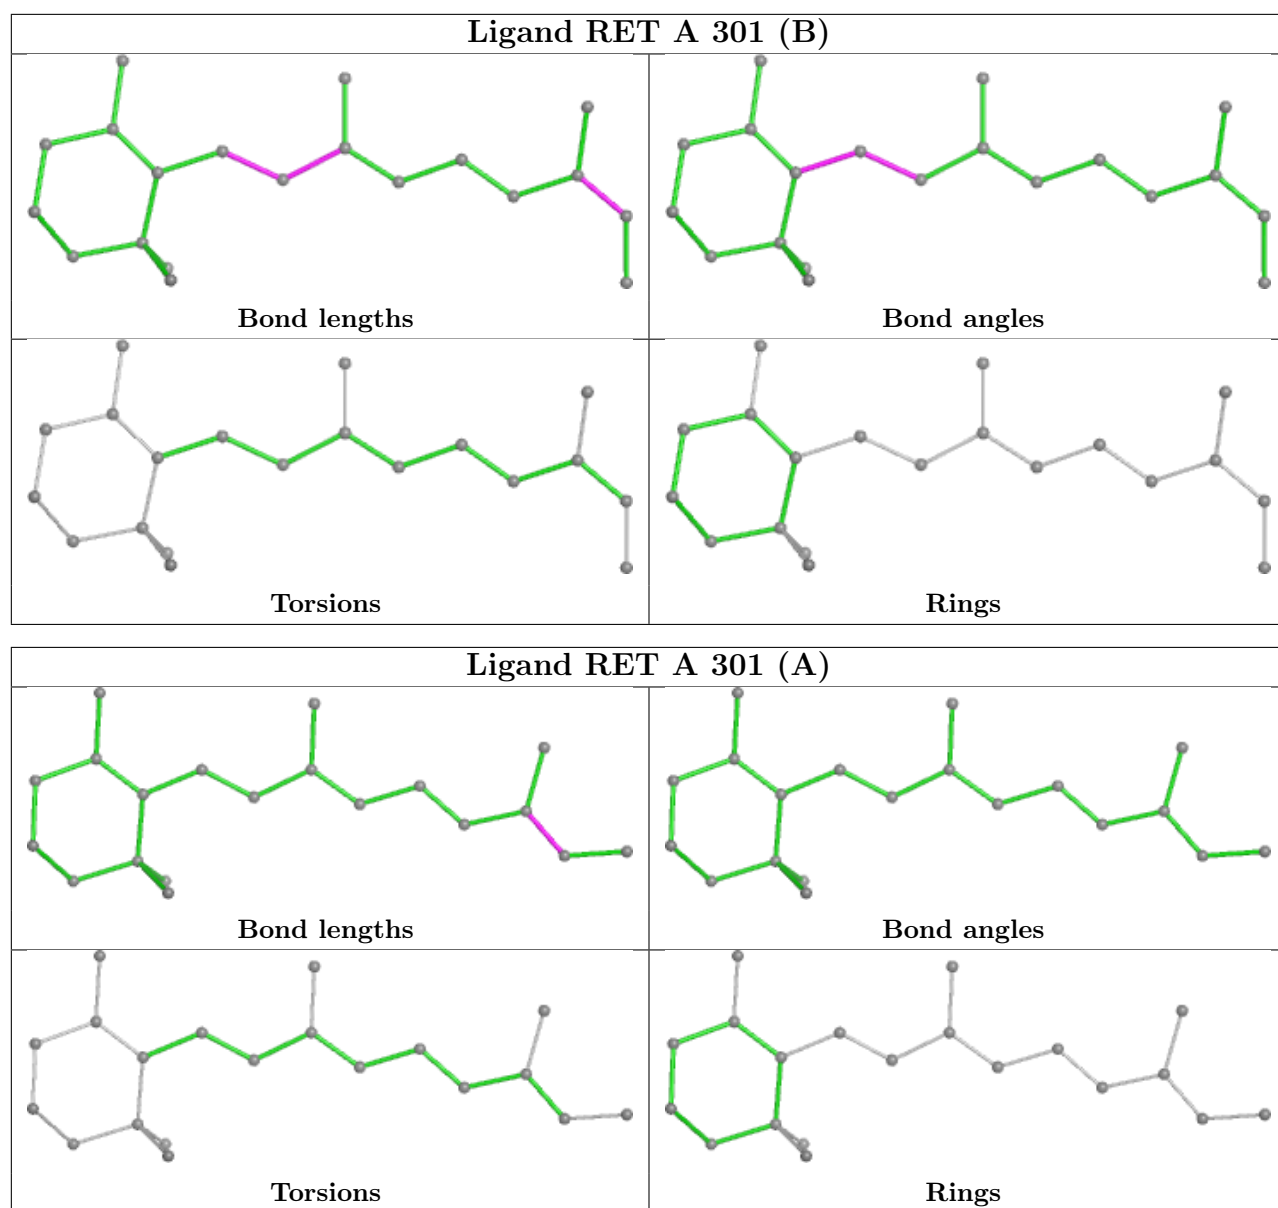 Ligand RET A 301 (B)
Bond lengths
Bond angles
Torsions
Rings
Ligand RET A 301 (A)
Bond lengths
Bond angles
Torsions
Rings